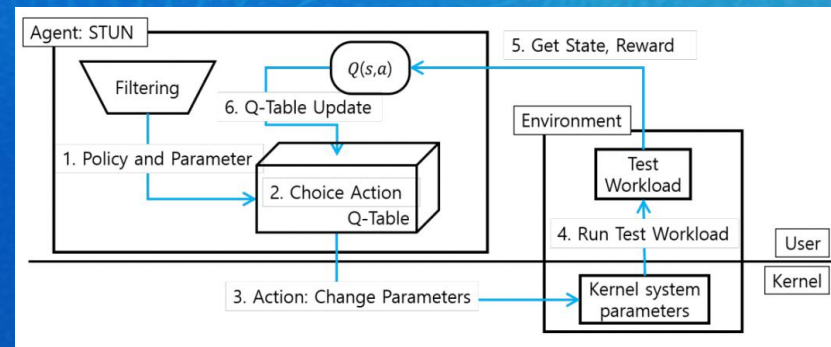 Agent: STUN
Filtering
Q(s,a)
5. Get State, Reward
6. Q-Table Update
Environment
1. Policy and Parameter
2. Choice Action
Q-Table
Test
Workload
4. Run Test Workload
User
Kernel
3. Action: Change Parameters
Kernel system
parameters